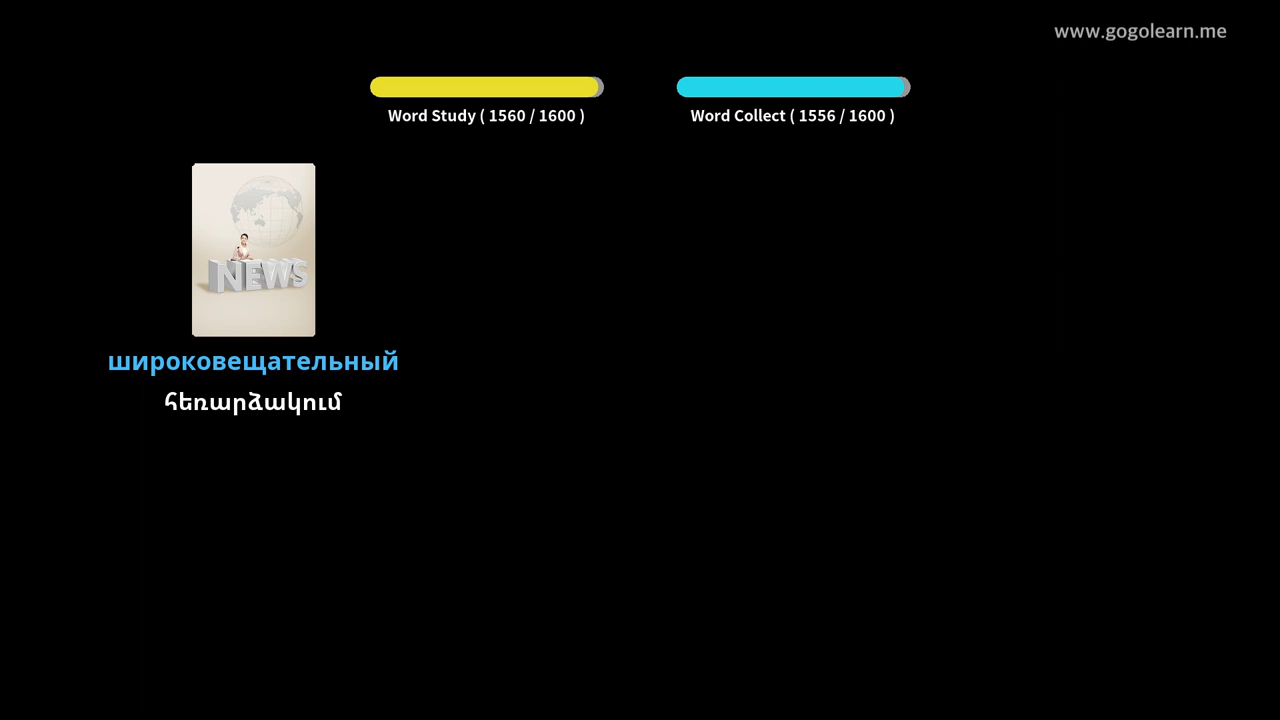 www.gogolearn.me
Word Study ( 1560 / 1600 )
Word Collect ( 1556 / 1600 )
NEWS
широковещательный
հեռարձակում